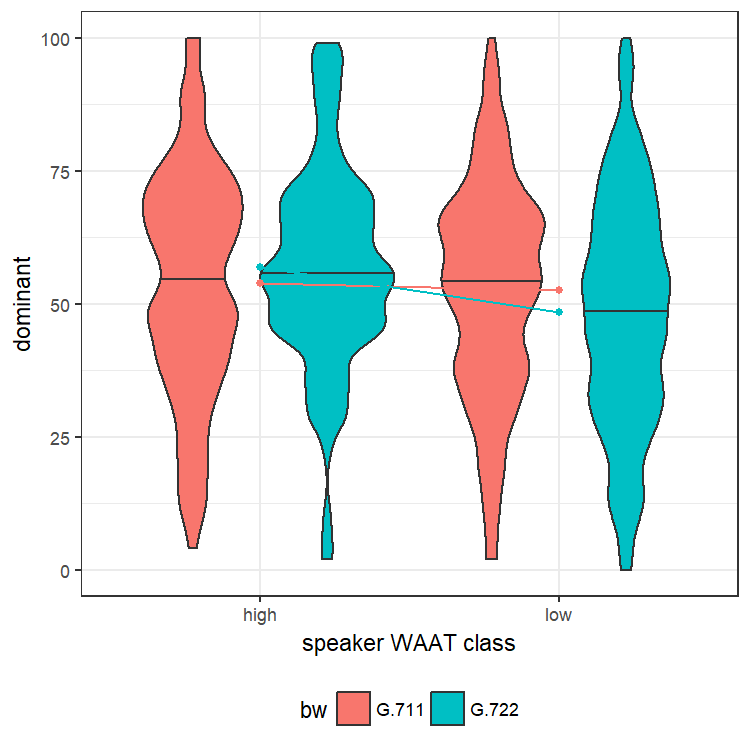 100
75
50
25
0
dominant
high low
speaker WAAT class
bw G.711 G.722